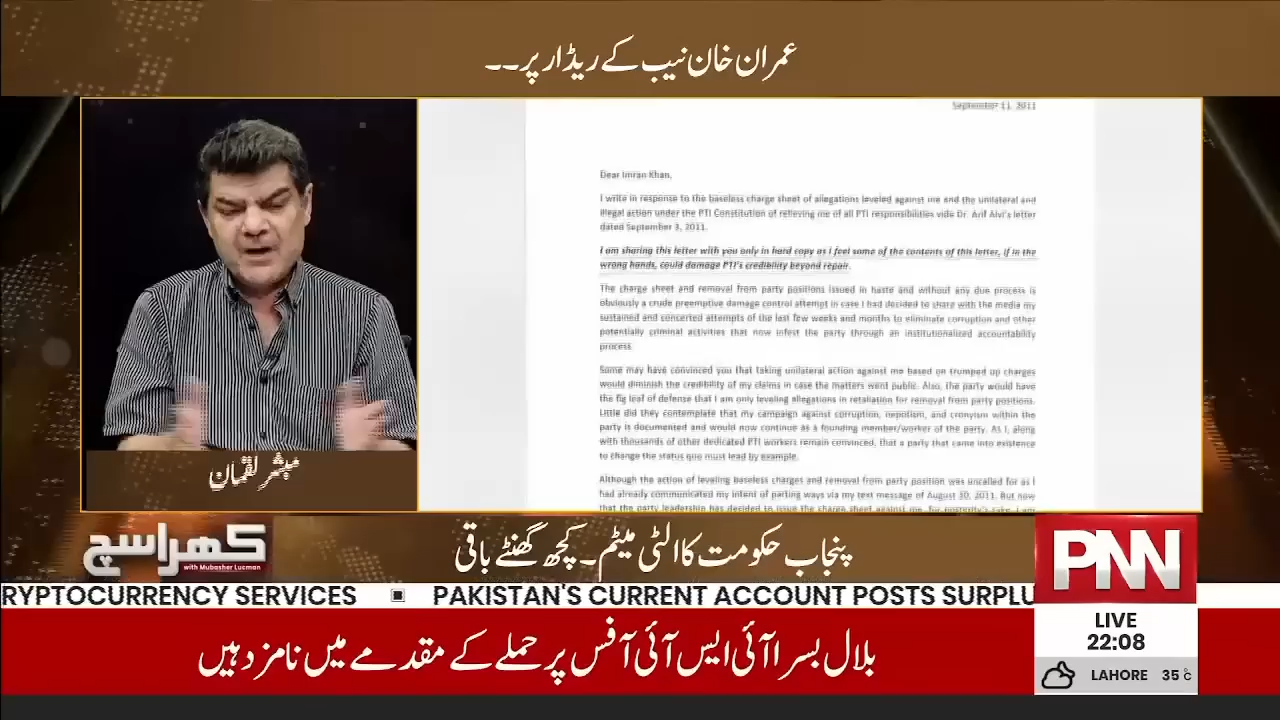 عمران خان نیب کے ریڈار پر۔۔
September 11, 2011
Dear Imran Khan,
I write in response to the baseless charge sheet of allegations leveled against me and the unilateral and
illegal action under the PTI Constitution of relieving me of all PTI responsibilities vide Dr. Arif Alvi's letter
dated September 3, 2011.
I am sharing this letter with you only in hard copy as I feel some of the contents of this letter, if in the
wrong hands, could damage PTI's credibility beyond repair.
The charge sheet and removal from party positions issued in haste and without any due process is
obviously a crude preemptive damage control attempt in case I had decided to share with the media my
sustained and concerted attempts of the last few weeks and months to eliminate corruption and other
potentially criminal activities that now infest the party through an institutionalized accountability
process.
Some may have convinced you that taking unilateral action against me based on trumped up charges
would diminish the credibility of my claims in case the matters went public. Also, the party would have
the fig leaf of defense that I am only leveling allegations in retaliation for removal from party positions.
Little did they contemplate that my campaign against corruption, nepotism, and cronyism within the
party is documented and would now continue as a founding member/worker of the party. As I, along
with thousands of other dedicated PTI workers remain convinced, that a party that came into existence
to change the status quo must lead by example.
Although the action of leveling baseless charges and removal from party position was uncalled for as I
had already communicated my intent of parting ways via my text message of August 30, 2011. But now
that the party leadership has decided to issue the charge sheet against me, for posterity's sake, I am
مبشر لقمان
کھرا سچ
with Mubasher Lucman
پنجاب حکومت کا الٹی میٹم۔ کچھ گھنٹے باقی
PNN
RYPTOCURRENCY SERVICES PAKISTAN'S CURRENT ACCOUNT POSTS SURPLU
LIVE
22:08
بلال بسرا آئی ایس آئی آفس پر حملے کے مقدمے میں نامزد ہیں
LAHORE 35°C